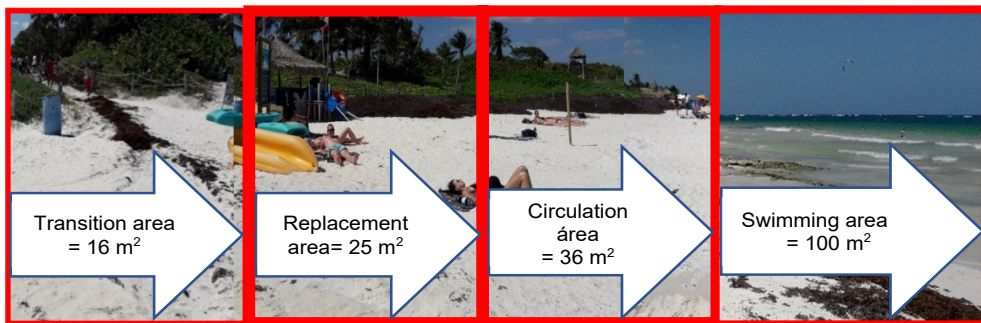 Transition area
= 16 m²
Replacement
area= 25 m²
Circulation
área
= 36 m²
Swimming area
= 100 m²